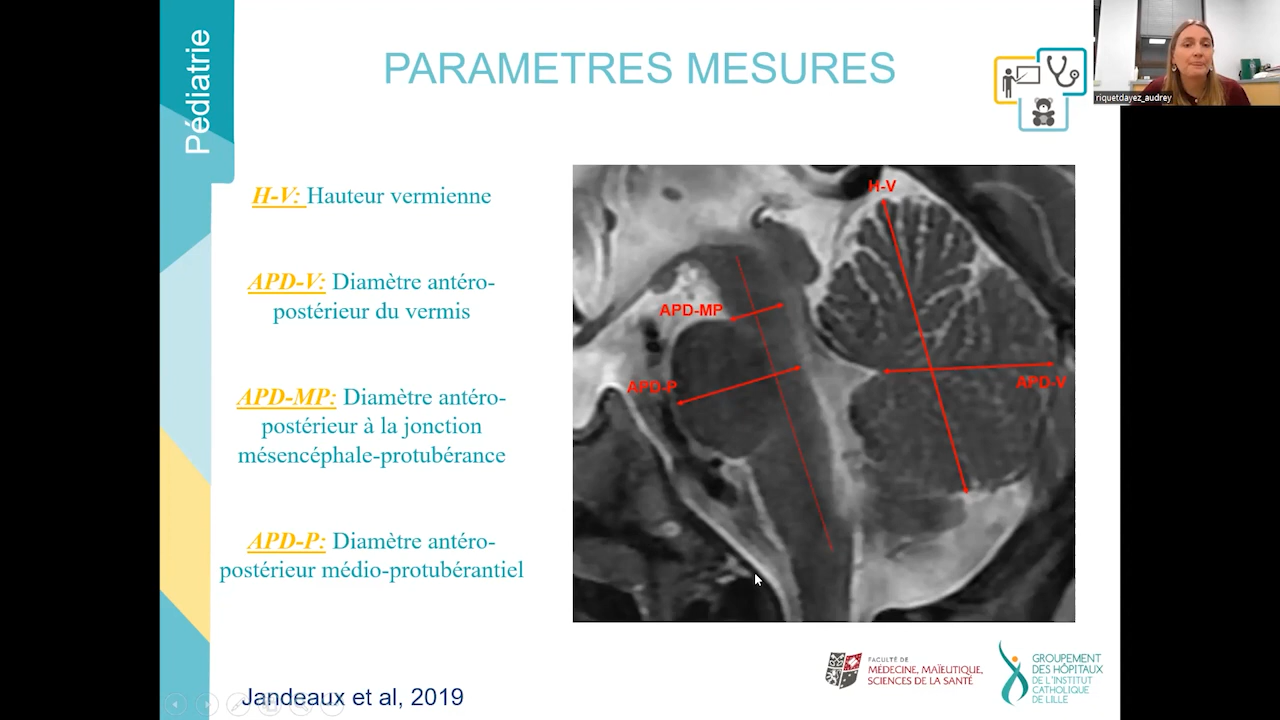 Pédiatrie
PARAMETRES MESURES
riquetdayez_audrey
H-V: Hauteur vermienne
APD-V: Diamètre antéro-
postérieur du vermis
APD-MP: Diamètre antéro-
postérieur à la jonction
mésencéphale-protubérance
APD-P: Diamètre antéro-
postérieur médio-protubérantiel
H-V
APD-MP
APD-P
APD-V
FACULTÉ DE
MÉDECINE, MAÏEUTIQUE,
SCIENCES DE LA SANTÉ
GROUPEMENT
DES HÔPITAUX
DE L'INSTITUT
CATHOLIQUE
DE LILLE
Jandeaux et al, 2019